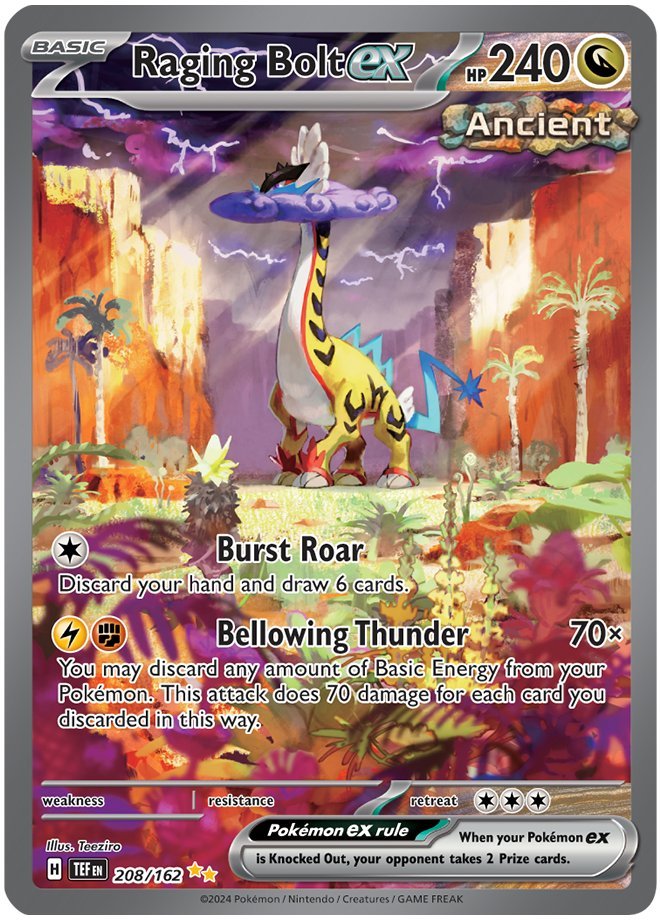 BASIC Raging Bolt ex HP 240
Ancient
Burst Roar
Discard your hand and draw 6 cards.
Bellowing Thunder 70×
You may discard any amount of Basic Energy from your
Pokémon. This attack does 70 damage for each card you
discarded in this way.
weakness resistance retreat
Illus. Teeziro
Pokémon ex rule When your Pokémon ex
is Knocked Out, your opponent takes 2 Prize cards.
H TEF EN 208/162
©2024 Pokémon / Nintendo / Creatures / GAME FREAK